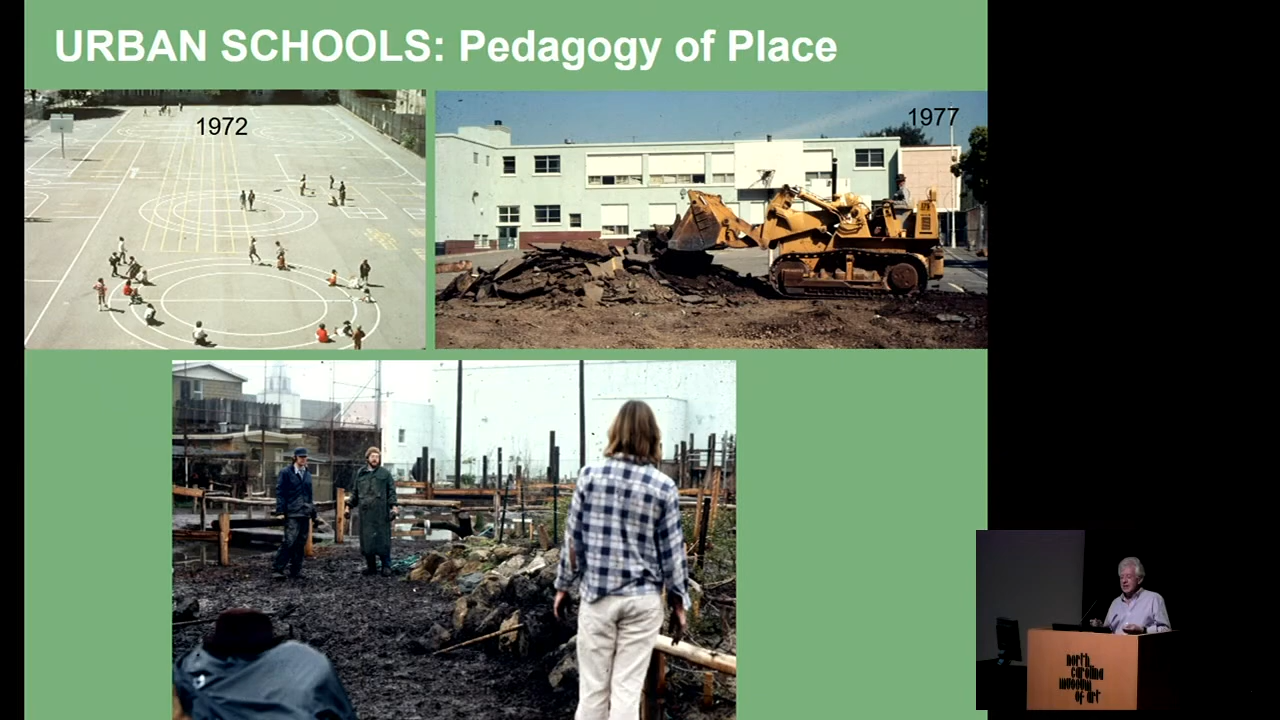 URBAN SCHOOLS: Pedagogy of Place
1972
1977
north
carolina
museum
of art